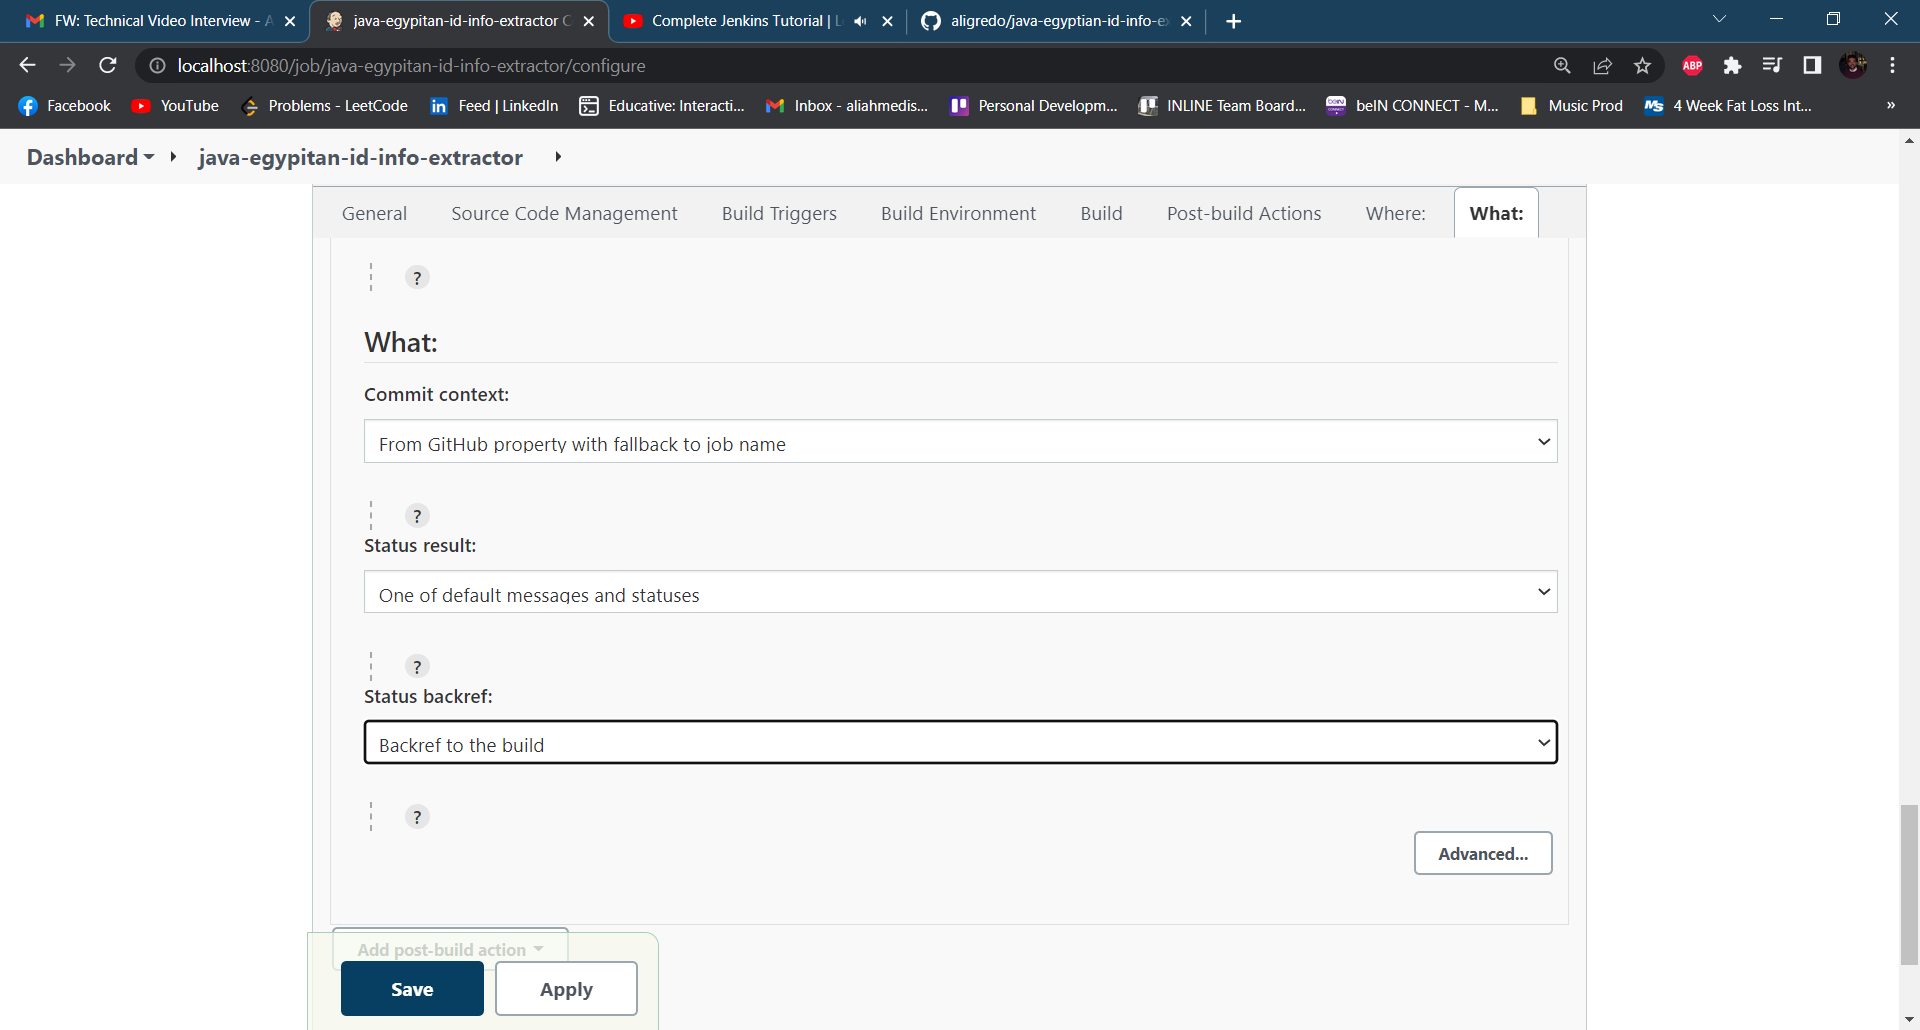 FW: Technical Video Interview - A
java-egypitan-id-info-extractor C
Complete Jenkins Tutorial | L
aligredo/java-egyptian-id-info-e
localhost:8080/job/java-egypitan-id-info-extractor/configure
ABP
Facebook
YouTube
Problems - LeetCode
Feed | LinkedIn
Educative: Interacti...
Inbox - aliahmedis...
Personal Developm...
INLINE Team Board...
beIN CONNECT - M...
Music Prod
4 Week Fat Loss Int...
»
Dashboard
java-egypitan-id-info-extractor
General
Source Code Management
Build Triggers
Build Environment
Build
Post-build Actions
Where:
What:
?
What:
Commit context:
From GitHub property with fallback to job name
?
Status result:
One of default messages and statuses
?
Status backref:
Backref to the build
?
Advanced...
Add post-build action
Save
Apply